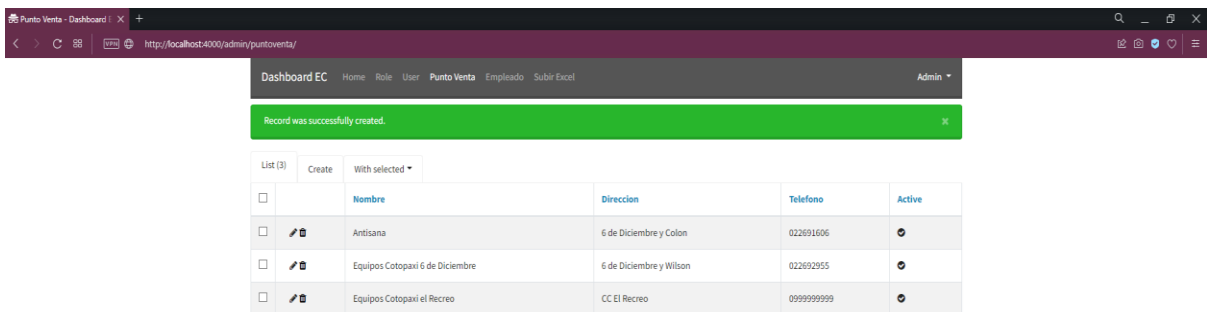 Punto Venta - Dashboard E
VPN http://localhost:4000/admin/puntoventa/
Dashboard EC Home Role User Punto Venta Empleado Subir Excel Admin
Record was successfully created. x
List (3) Create With selected
Nombre Direccion Telefono Active
Antisana 6 de Diciembre y Colon 022691606
Equipos Cotopaxi 6 de Diciembre 6 de Diciembre y Wilson 022692955
Equipos Cotopaxi el Recreo CC El Recreo 0999999999